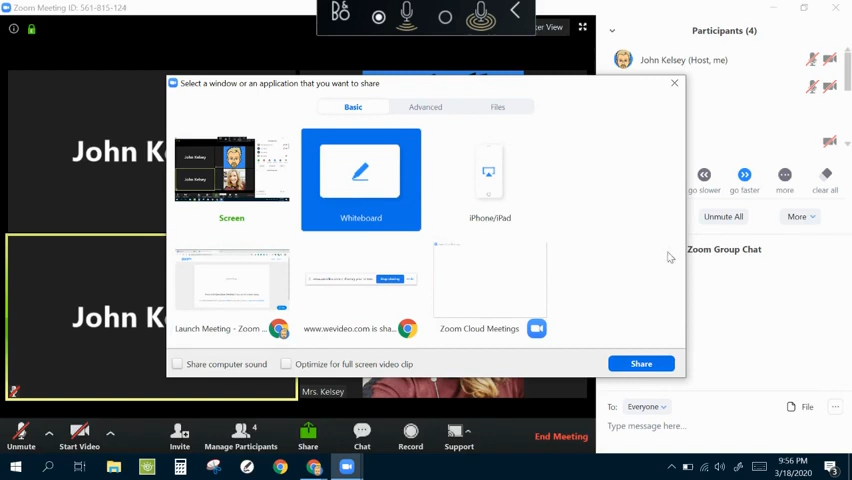 Zoom Meeting ID: 561-815-124
B&O
ter View
Participants (4)
John Kelsey (Host, me)
Select a window or an application that you want to share
Basic
Advanced
Files
John K
John K
Screen
Whiteboard
iPhone/iPad
Launch Meeting - Zoom ...
www.wevideo.com is sha...
Zoom Cloud Meetings
Share computer sound
Optimize for full screen video clip
Share
Mrs. Kelsey
go slower
go faster
more
clear all
Unmute All
More
Zoom Group Chat
To:
Everyone
File
...
Type message here...
Unmute
Start Video
Invite
4
Manage Participants
Share
Chat
Record
Support
End Meeting
9:56 PM
3/18/2020
3